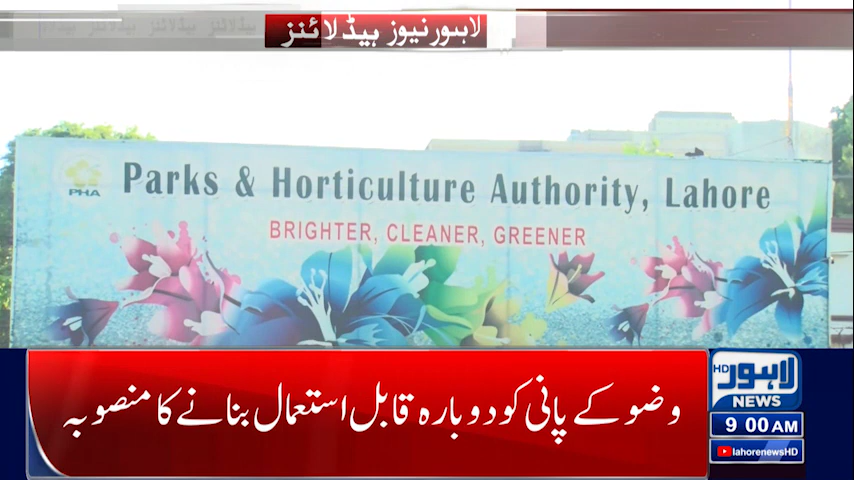 لاہور نیوز ہیڈ لائنز
PHA
Parks & Horticulture Authority, Lahore
BRIGHTER, CLEANER, GREENER
وضو کے پانی کو دوبارہ قابل استعمال بنانے کا منصوبہ
لاہور HD
NEWS
9 00 AM
lahorenewsHD